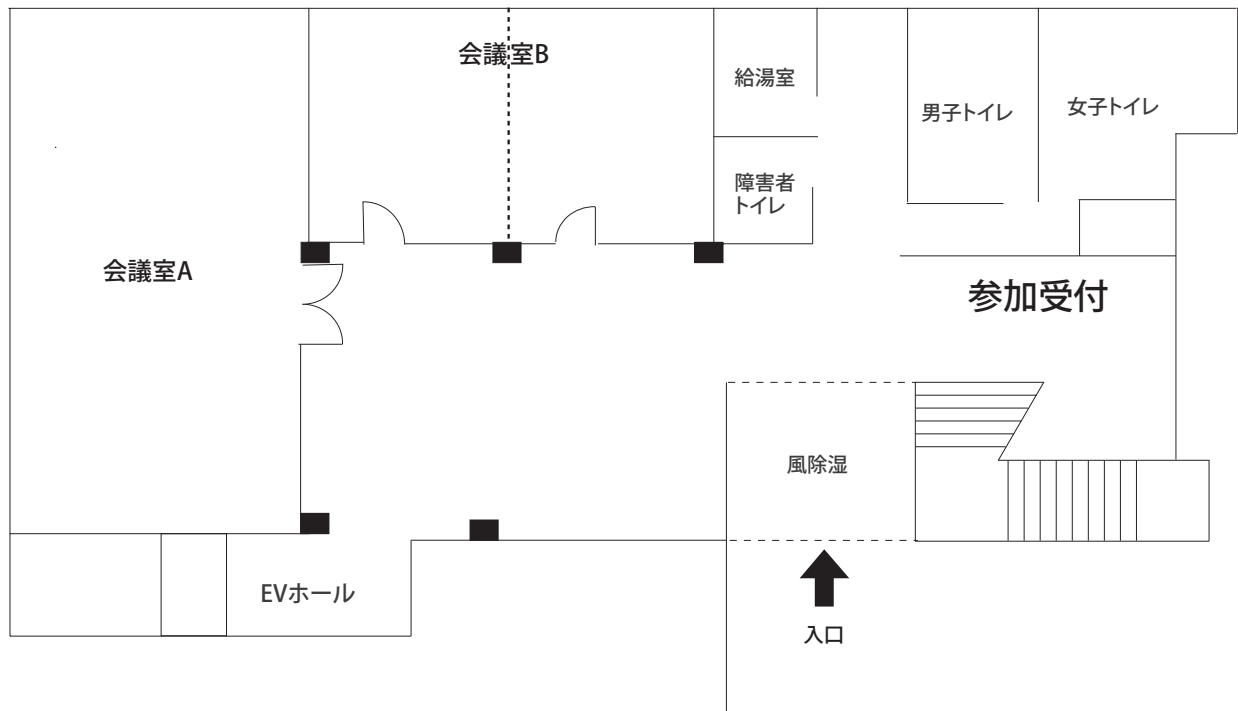 会議室B
給湯室
男子トイレ
女子トイレ
障害者
トイレ
会議室A
参加受付
風除湿
EVホール
入口